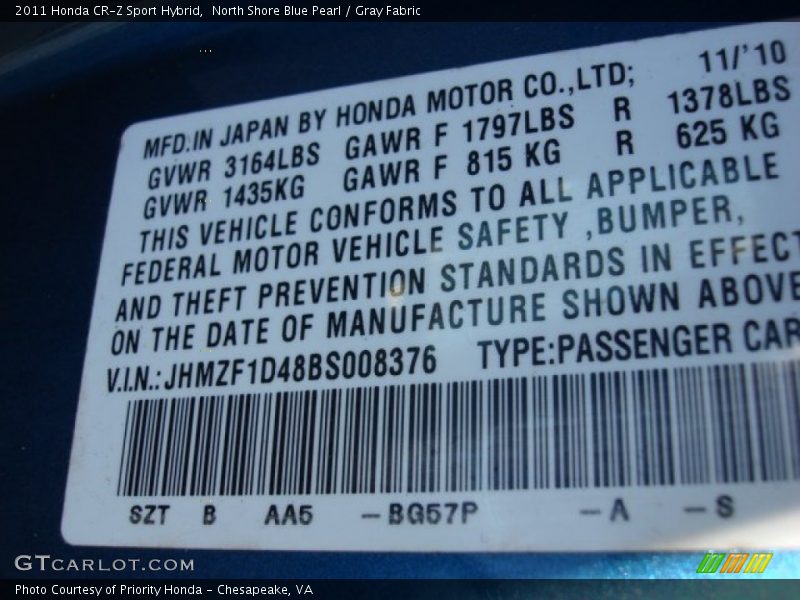 2011 Honda CR-Z Sport Hybrid,  North Shore Blue Pearl / Gray Fabric
MFD.IN JAPAN BY HONDA MOTOR CO.,LTD; 11/'10
GVWR 3164LBS GAWR F 1797LBS R 1378LBS
GVWR 1435KG GAWR F 815 KG R 625 KG
THIS VEHICLE CONFORMS TO ALL APPLICABLE
FEDERAL MOTOR VEHICLE SAFETY ,BUMPER,
AND THEFT PREVENTION STANDARDS IN EFFECT
ON THE DATE OF MANUFACTURE SHOWN ABOVE
V.I.N.:JHMZF1D48BS008376 TYPE:PASSENGER CAR
SZT B AA5 -BG57P -A -S
GTCARLOT.COM
Photo Courtesy of Priority Honda - Chesapeake, VA